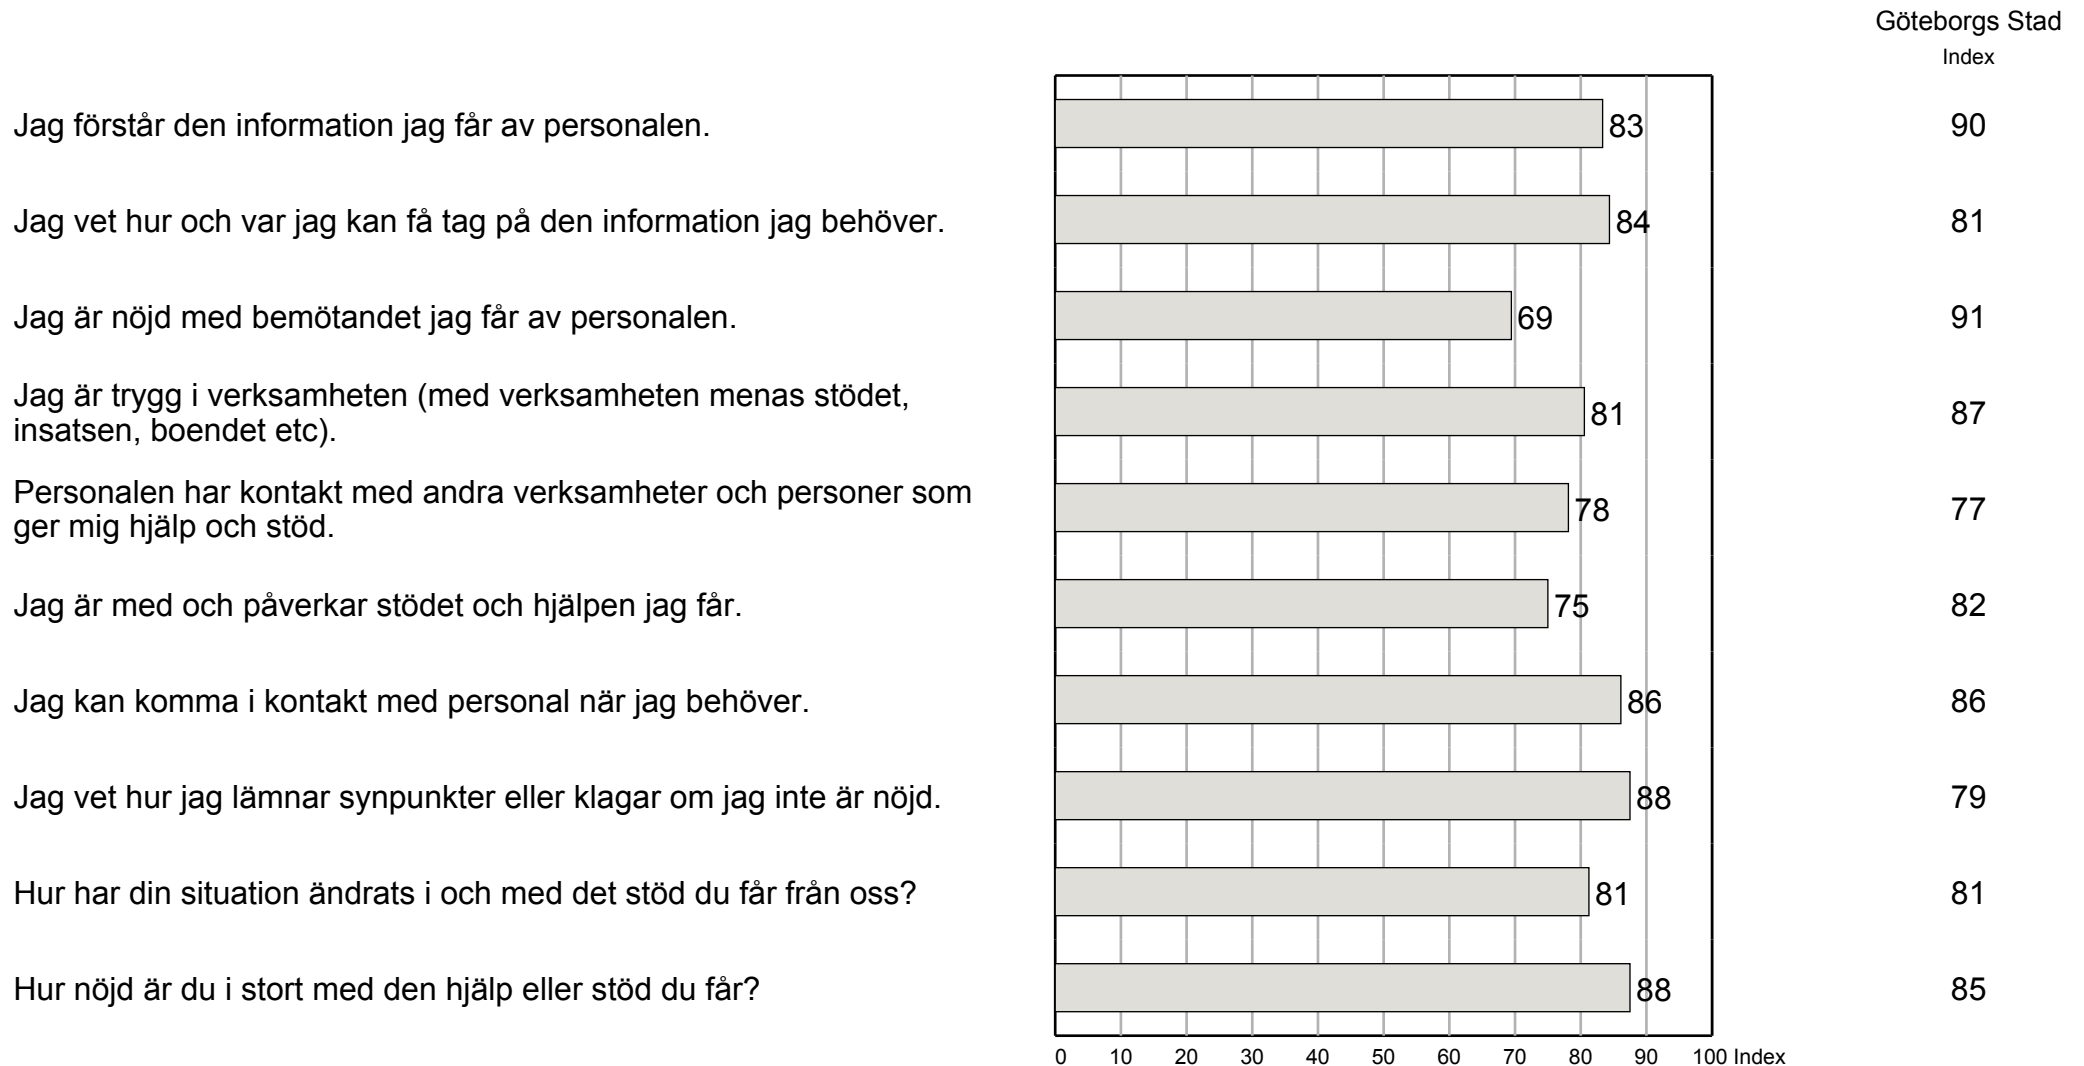 Göteborgs Stad
Index
Jag förstår den information jag får av personalen. 83 90
Jag vet hur och var jag kan få tag på den information jag behöver. 84 81
Jag är nöjd med bemötandet jag får av personalen. 69 91
Jag är trygg i verksamheten (med verksamheten menas stödet,
insatsen, boendet etc). 81 87
Personalen har kontakt med andra verksamheter och personer som
ger mig hjälp och stöd. 78 77
Jag är med och påverkar stödet och hjälpen jag får. 75 82
Jag kan komma i kontakt med personal när jag behöver. 86 86
Jag vet hur jag lämnar synpunkter eller klagar om jag inte är nöjd. 88 79
Hur har din situation ändrats i och med det stöd du får från oss? 81 81
Hur nöjd är du i stort med den hjälp eller stöd du får? 88 85
0 10 20 30 40 50 60 70 80 90 100 Index